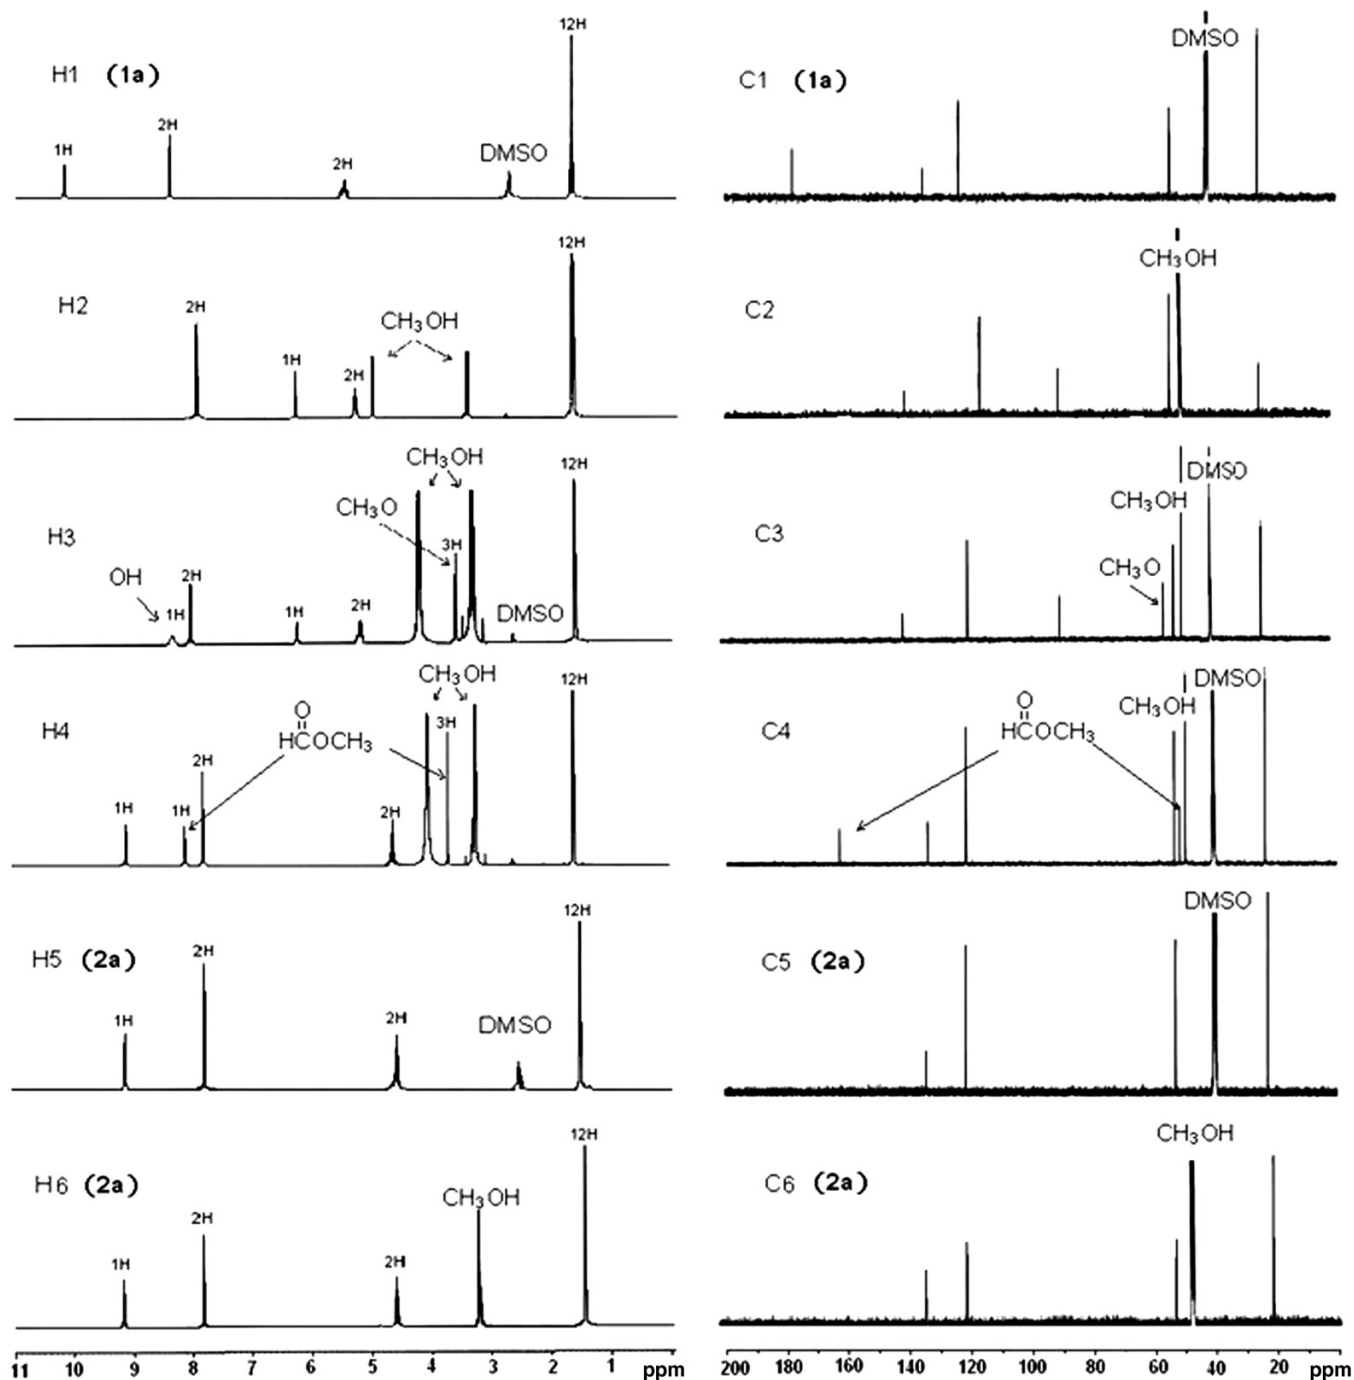 12H
H1 (1a)
2H
1H
2H
DMSO
DMSO
C1 (1a)
12H
H2
2H
CH3OH
1H
2H
CH3OH
C2
CH3OH
12H
CH3O
H3
3H
OH
2H
1H
1H
2H
DMSO
DMSO
CH3OH
C3
CH3O
CH3OH
12H
3H
O
H4
HCOCH3
2H
1H
1H
2H
DMSO
CH3OH
O
C4
HCOCH3
12H
H5 (2a)
2H
1H
2H
DMSO
DMSO
C5 (2a)
12H
H6 (2a)
2H
CH3OH
1H
2H
CH3OH
C6 (2a)
11 10 9 8 7 6 5 4 3 2 1 ppm
200 180 160 140 120 100 80 60 40 20 ppm